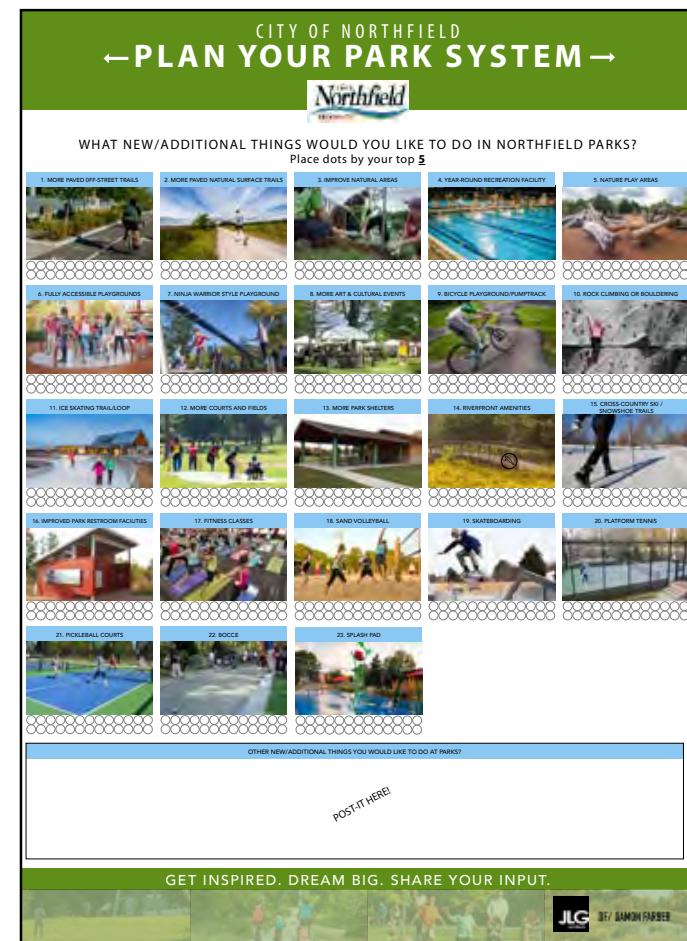 CITY OF NORTHFIELD
←PLAN YOUR PARK SYSTEM→
Northfield
WHAT NEW/ADDITIONAL THINGS WOULD YOU LIKE TO DO IN NORTHFIELD PARKS?
Place dots by your top 5
1. MORE PAVED OFF-STREET TRAILS
2. MORE PAVED NATURAL SURFACE TRAILS
3. IMPROVE NATURAL AREAS
4. YEAR-ROUND RECREATION FACILITY
5. NATURE PLAY AREAS
6. FULLY ACCESSIBLE PLAYGROUNDS
7. NINJA WARRIOR STYLE PLAYGROUND
8. MORE ART & CULTURAL EVENTS
9. BICYCLE PLAYGROUND/PUMPTRACK
10. ROCK CLIMBING OR BOULDERING
11. ICE SKATING TRAIL/LOOP
12. MORE COURTS AND FIELDS
13. MORE PARK SHELTERS
14. RIVERFRONT AMENITIES
15. CROSS-COUNTRY SKI /
SNOWSHOE TRAILS
16. IMPROVED PARK RESTROOM FACILITIES
17. FITNESS CLASSES
18. SAND VOLLEYBALL
19. SKATEBOARDING
20. PLATFORM TENNIS
21. PICKLEBALL COURTS
22. BOCCE
23. SPLASH PAD
OTHER NEW/ADDITIONAL THINGS YOU WOULD LIKE TO DO AT PARKS?
POST-IT HERE!
GET INSPIRED. DREAM BIG. SHARE YOUR INPUT.
JLG
DF/ DAMON FARBER